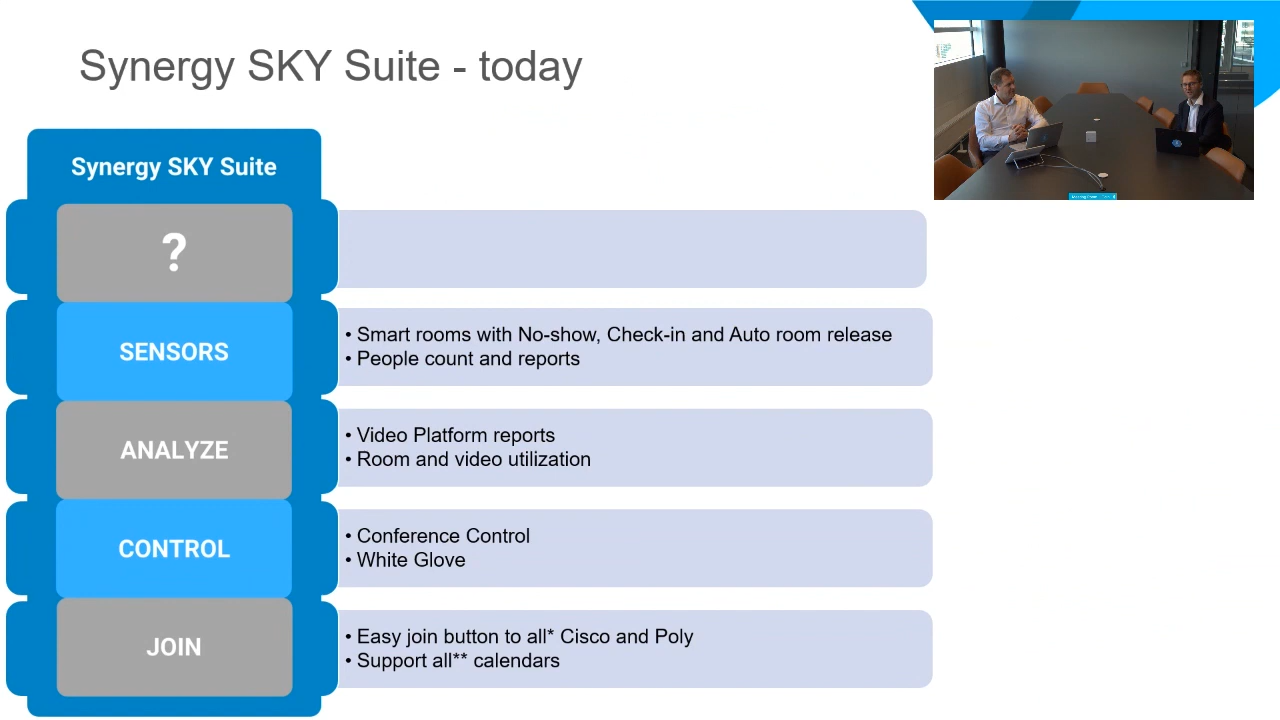 Synergy SKY Suite - today
Synergy SKY Suite
?
SENSORS
• Smart rooms with No-show, Check-in and Auto room release
• People count and reports
ANALYZE
• Video Platform reports
• Room and video utilization
CONTROL
• Conference Control
• White Glove
JOIN
• Easy join button to all* Cisco and Poly
• Support all** calendars